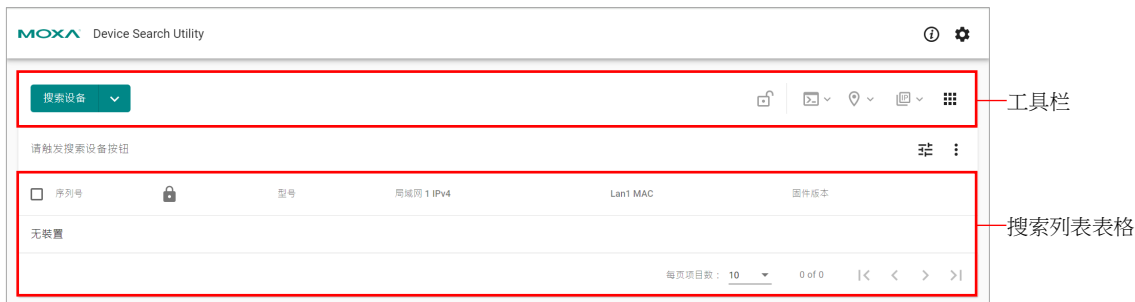 MOXA Device Search Utility
搜索设备
工具栏
请触发搜索设备按钮
序列号 型号 局域网 1 IPv4 Lan1 MAC 固件版本
无裝置
搜索列表表格
每页项目数： 10 0 of 0